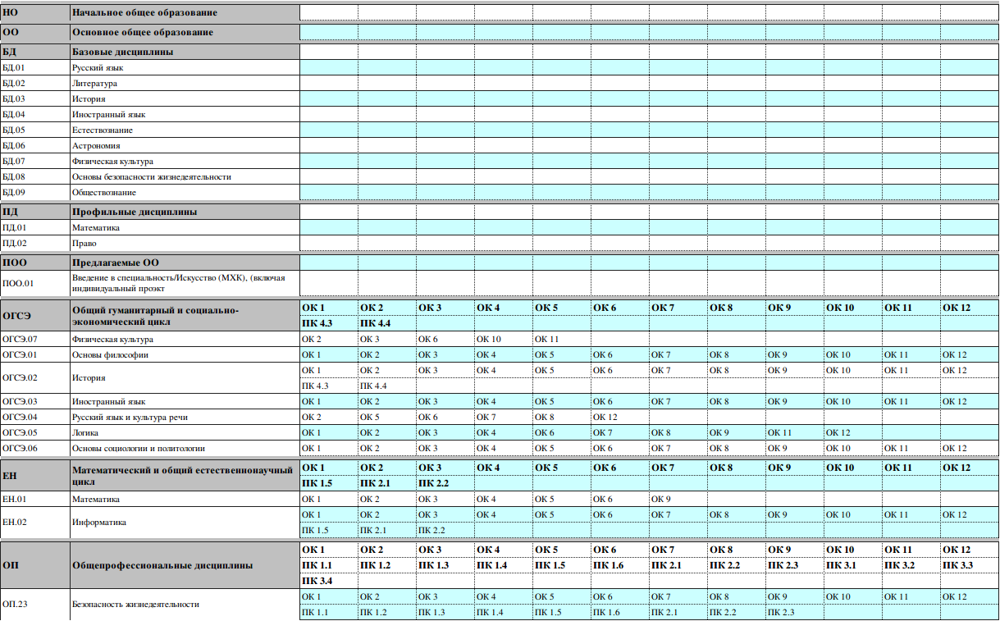 НО Начальное общее образование
ОО Основное общее образование
БД Базовые дисциплины
БД.01 Русский язык
БД.02 Литература
БД.03 История
БД.04 Иностранный язык
БД.05 Естествознание
БД.06 Астрономия
БД.07 Физическая культура
БД.08 Основы безопасности жизнедеятельности
БД.09 Обществознание
ПД Профильные дисциплины
ПД.01 Математика
ПД.02 Право
ПОО Предлагаемые ОО
ПОО.01 Введение в специальность/Искусство (МХК), (включая
индивидуальный проэкт
ОГСЭ Общий гуманитарный и социально-
экономический цикл
ОК 1 ОК 2 ОК 3 ОК 4 ОК 5 ОК 6 ОК 7 ОК 8 ОК 9 ОК 10 ОК 11 ОК 12
ПК 4.3 ПК 4.4
ОГСЭ.07 Физическая культура ОК 2 ОК 3 ОК 6 ОК 10 ОК 11
ОГСЭ.01 Основы философии ОК 1 ОК 2 ОК 3 ОК 4 ОК 5 ОК 6 ОК 7 ОК 8 ОК 9 ОК 10 ОК 11 ОК 12
ОГСЭ.02 История
ОК 1 ОК 2 ОК 3 ОК 4 ОК 5 ОК 6 ОК 7 ОК 8 ОК 9 ОК 10 ОК 11 ОК 12
ПК 4.3 ПК 4.4
ОГСЭ.03 Иностранный язык ОК 1 ОК 2 ОК 3 ОК 4 ОК 5 ОК 6 ОК 7 ОК 8 ОК 9 ОК 10 ОК 11 ОК 12
ОГСЭ.04 Русский язык и культура речи ОК 2 ОК 5 ОК 6 ОК 7 ОК 8 ОК 12
ОГСЭ.05 Логика ОК 1 ОК 2 ОК 3 ОК 4 ОК 6 ОК 7 ОК 8 ОК 9 ОК 11 ОК 12
ОГСЭ.06 Основы социологии и политологии ОК 1 ОК 2 ОК 3 ОК 4 ОК 5 ОК 6 ОК 7 ОК 8 ОК 9 ОК 10 ОК 11 ОК 12
ЕН Математический и общий естественнонаучный
цикл
ОК 1 ОК 2 ОК 3 ОК 4 ОК 5 ОК 6 ОК 7 ОК 8 ОК 9 ОК 10 ОК 11 ОК 12
ПК 1.5 ПК 2.1 ПК 2.2
ЕН.01 Математика ОК 1 ОК 2 ОК 3 ОК 4 ОК 5 ОК 6 ОК 9
ЕН.02 Информатика
ОК 1 ОК 2 ОК 3 ОК 4 ОК 5 ОК 6 ОК 7 ОК 8 ОК 9 ОК 10 ОК 11 ОК 12
ПК 1.5 ПК 2.1 ПК 2.2
ОП Общепрофессиональные дисциплины
ОК 1 ОК 2 ОК 3 ОК 4 ОК 5 ОК 6 ОК 7 ОК 8 ОК 9 ОК 10 ОК 11 ОК 12
ПК 1.1 ПК 1.2 ПК 1.3 ПК 1.4 ПК 1.5 ПК 1.6 ПК 2.1 ПК 2.2 ПК 2.3 ПК 3.1 ПК 3.2 ПК 3.3
ПК 3.4
ОП.23 Безопасность жизнедеятельности
ОК 1 ОК 2 ОК 3 ОК 4 ОК 5 ОК 6 ОК 7 ОК 8 ОК 9 ОК 10 ОК 11 ОК 12
ПК 1.1 ПК 1.2 ПК 1.3 ПК 1.4 ПК 1.5 ПК 1.6 ПК 2.1 ПК 2.2 ПК 2.3